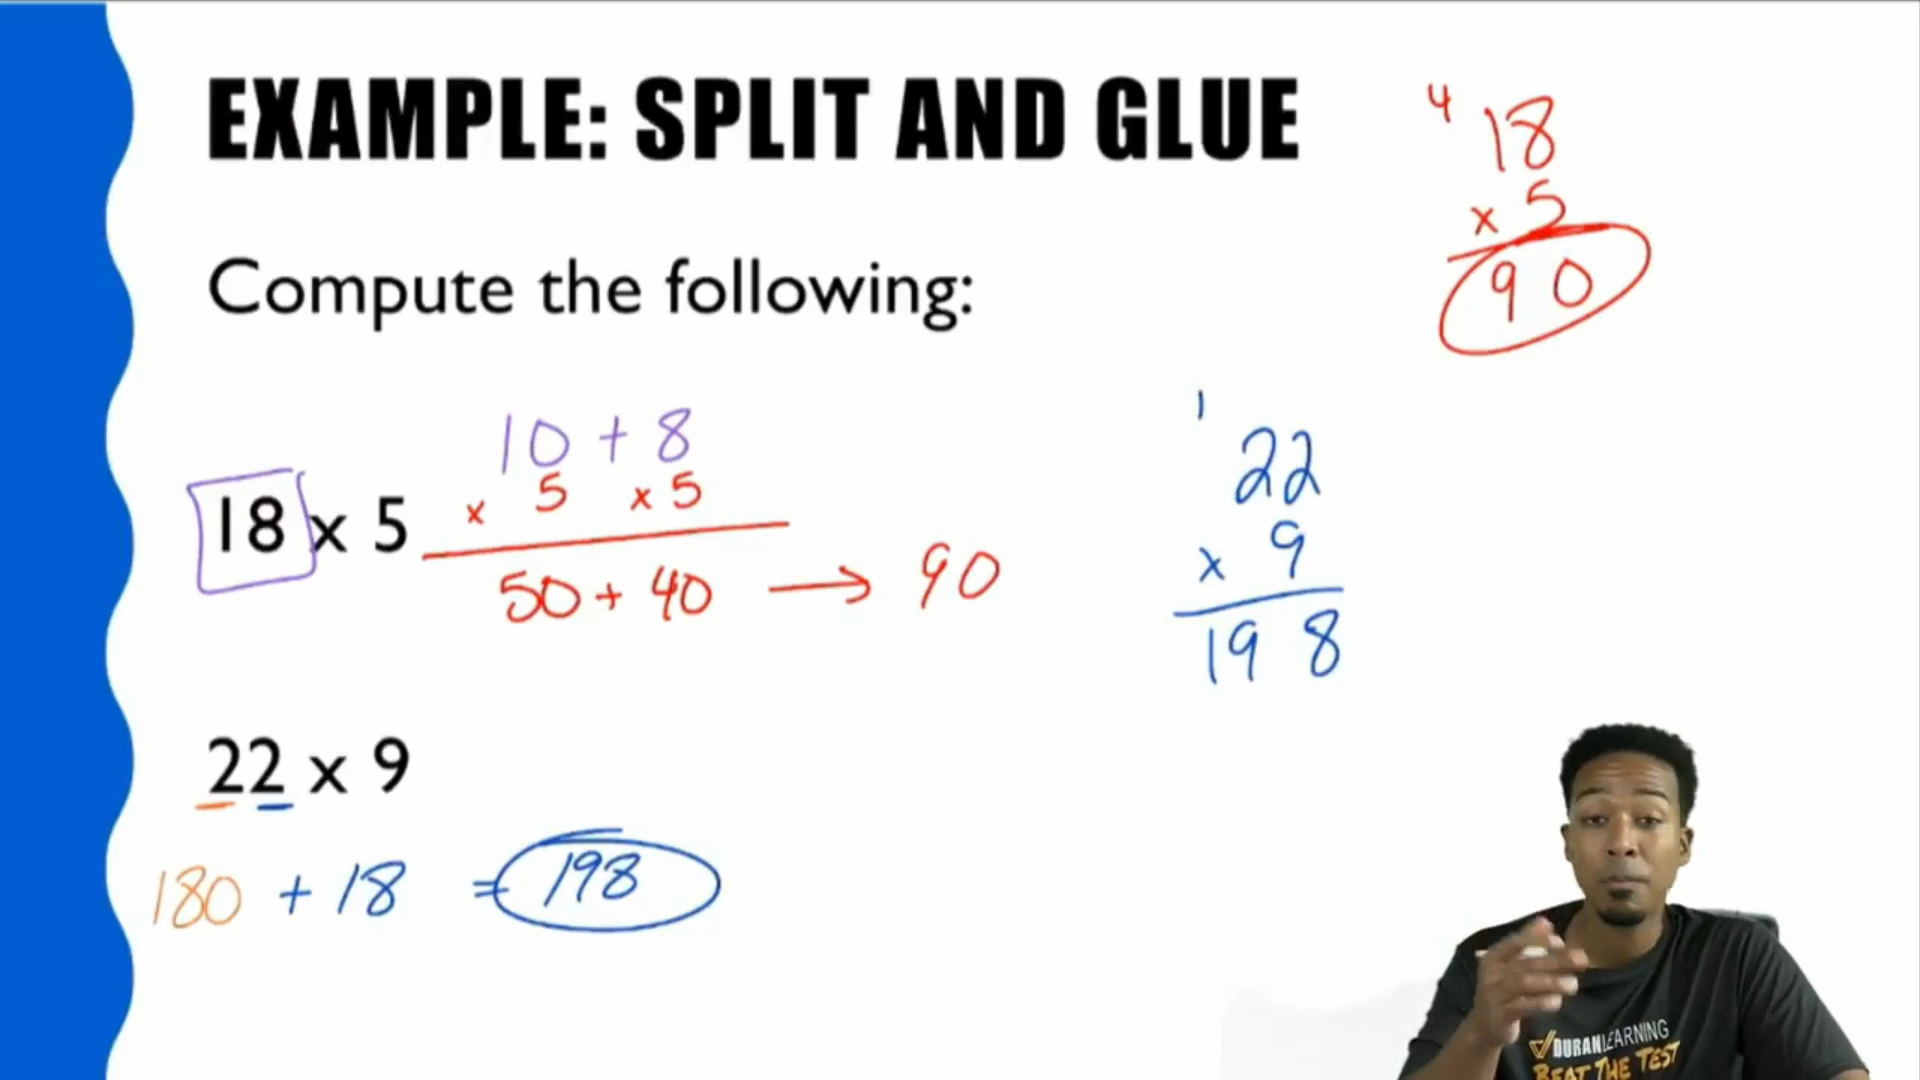 EXAMPLE: SPLIT AND GLUE
Compute the following:
4
18
x 5
90
10 + 8
x 5 x 5
18 x 5
50 + 40 → 90
1
22
x 9
198
22 x 9
180 + 18 = 198
DURANLEARNING
BEAT THE TEST